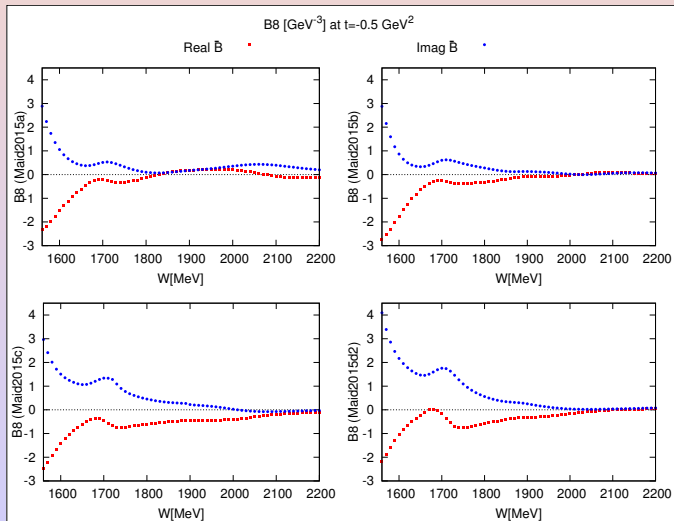 B8 [GeV⁻³] at t=-0.5 GeV²
Real B̄ Imag B̄
B8 (Maid2015a)
4
3
2
1
0
-1
-2
-3
1600 1700 1800 1900 2000 2100 2200
W[MeV]
B8 (Maid2015b)
4
3
2
1
0
-1
-2
-3
1600 1700 1800 1900 2000 2100 2200
W[MeV]
B8 (Maid2015c)
4
3
2
1
0
-1
-2
-3
1600 1700 1800 1900 2000 2100 2200
W[MeV]
B8 (Maid2015d2)
4
3
2
1
0
-1
-2
-3
1600 1700 1800 1900 2000 2100 2200
W[MeV]